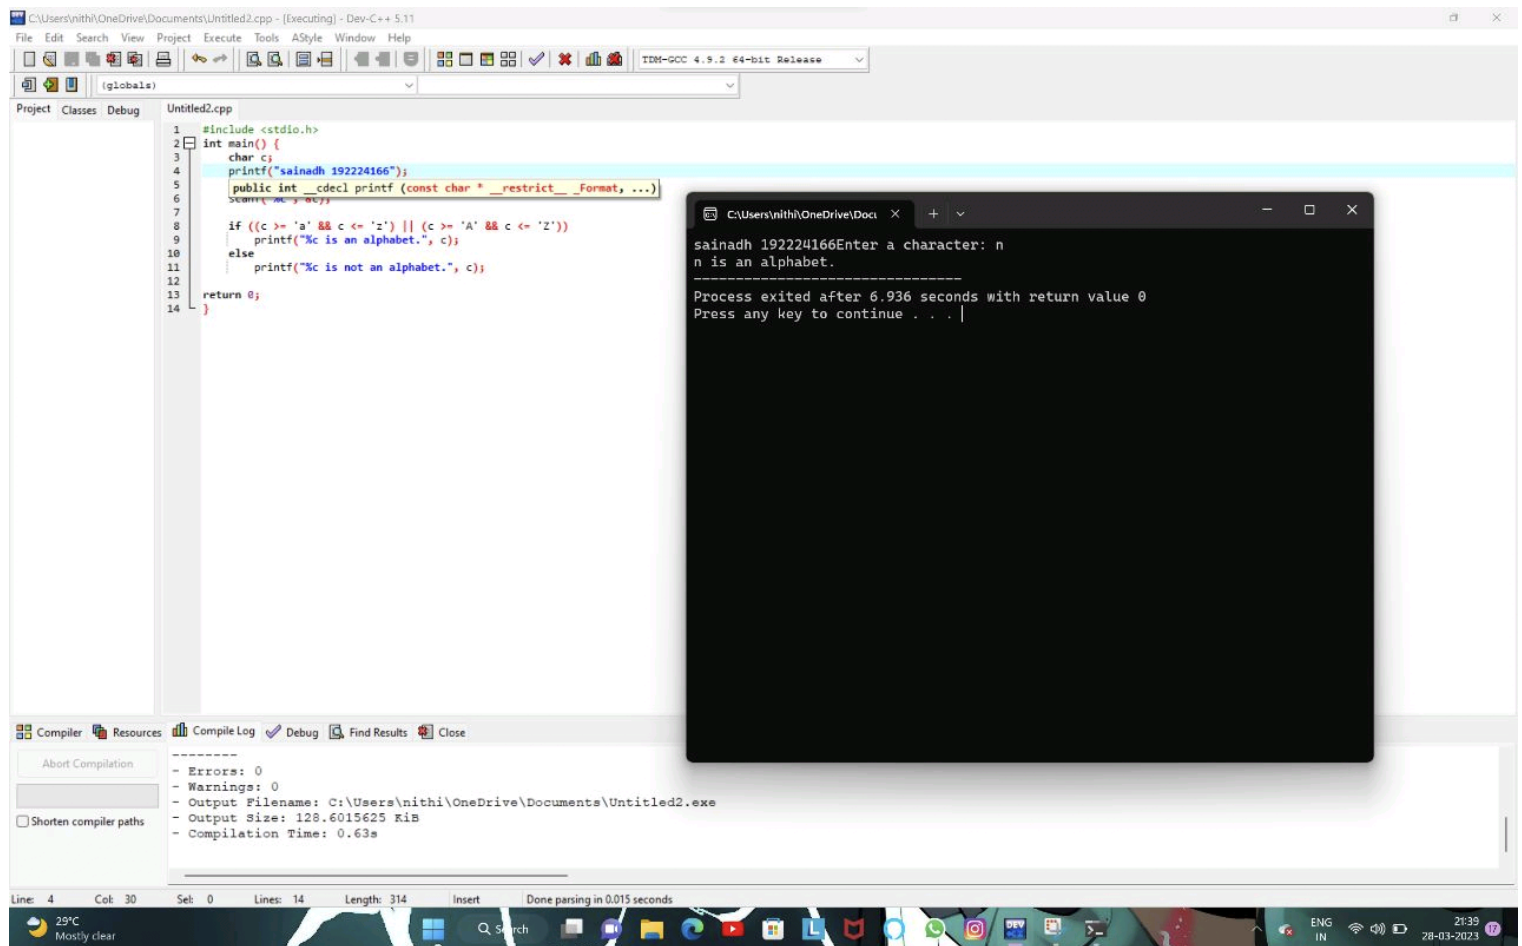 C:\Users\nithi\OneDrive\Documents\Untitled2.cpp - [Executing] - Dev-C++ 5.11
File Edit Search View Project Execute Tools AStyle Window Help
TDM-GCC 4.9.2 64-bit Release
(globals)
Project Classes Debug Untitled2.cpp
1 #include <stdio.h>
2 int main() {
3 char c;
4 printf("sainadh 192224166");
5 public int __cdecl printf (const char * __restrict__ _Format, ...)
6
7
8 if ((c >= 'a' && c <= 'z') || (c >= 'A' && c <= 'Z'))
9 printf("%c is an alphabet.", c);
10 else
11 printf("%c is not an alphabet.", c);
12
13 return 0;
14 }
C:\Users\nithi\OneDrive\Docu
sainadh 192224166Enter a character: n
n is an alphabet.
--------------------------------
Process exited after 6.936 seconds with return value 0
Press any key to continue . . .
Compiler Resources Compile Log Debug Find Results Close
Abort Compilation
Shorten compiler paths
--------
- Errors: 0
- Warnings: 0
- Output Filename: C:\Users\nithi\OneDrive\Documents\Untitled2.exe
- Output Size: 128.6015625 KiB
- Compilation Time: 0.63s
Line: 4 Col: 30 Sel: 0 Lines: 14 Length: 314 Insert Done parsing in 0.015 seconds
29°C
Mostly clear
ENG
IN
21:39
28-03-2023
17